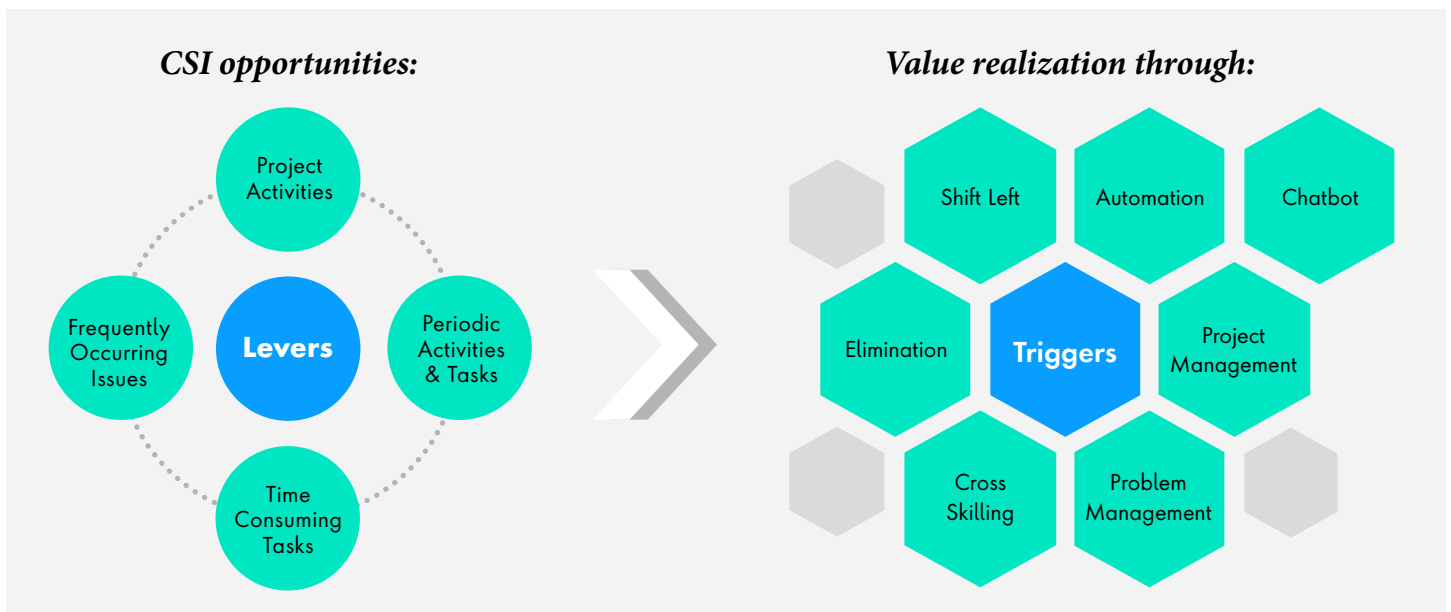 CSI opportunities:
Project
Activities
Frequently
Occurring
Issues
Levers
Periodic
Activities
& Tasks
Time
Consuming
Tasks
Value realization through:
Shift Left
Automation
Chatbot
Elimination
Triggers
Project
Management
Cross
Skilling
Problem
Management